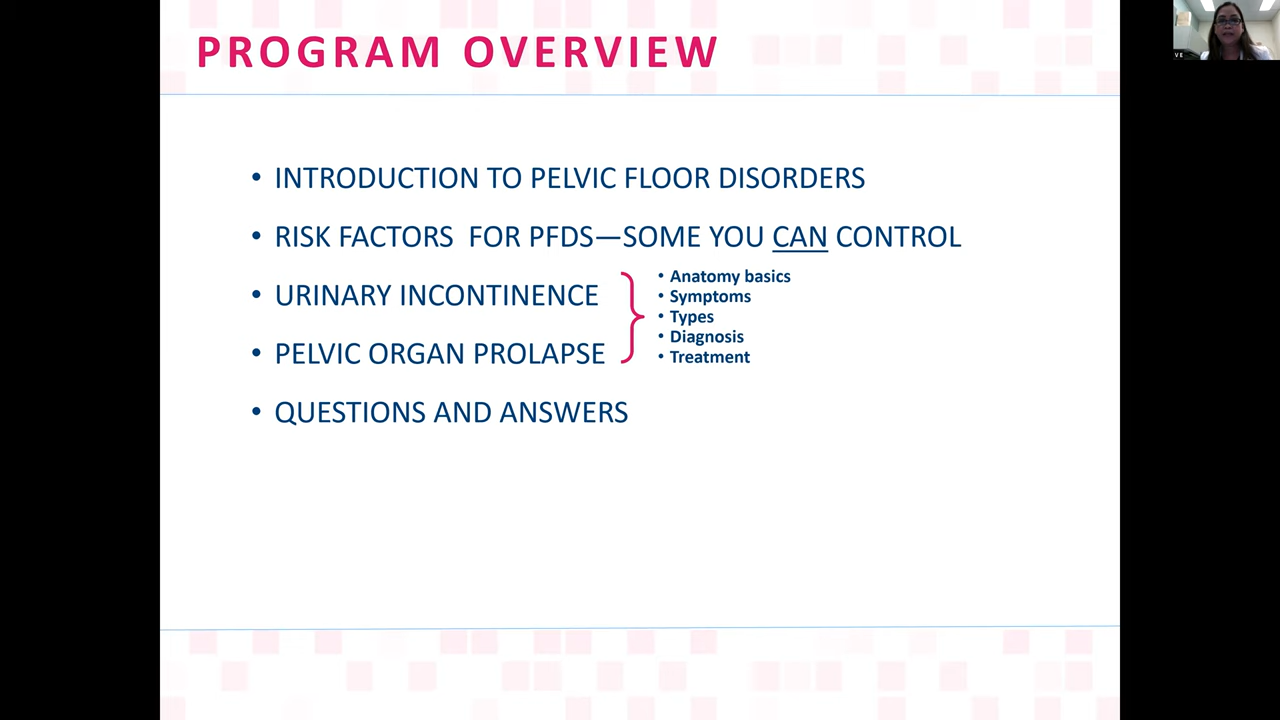 PROGRAM OVERVIEW
• INTRODUCTION TO PELVIC FLOOR DISORDERS
• RISK FACTORS FOR PFDS—SOME YOU CAN CONTROL
• URINARY INCONTINENCE
• PELVIC ORGAN PROLAPSE
• Anatomy basics
• Symptoms
• Types
• Diagnosis
• Treatment
• QUESTIONS AND ANSWERS